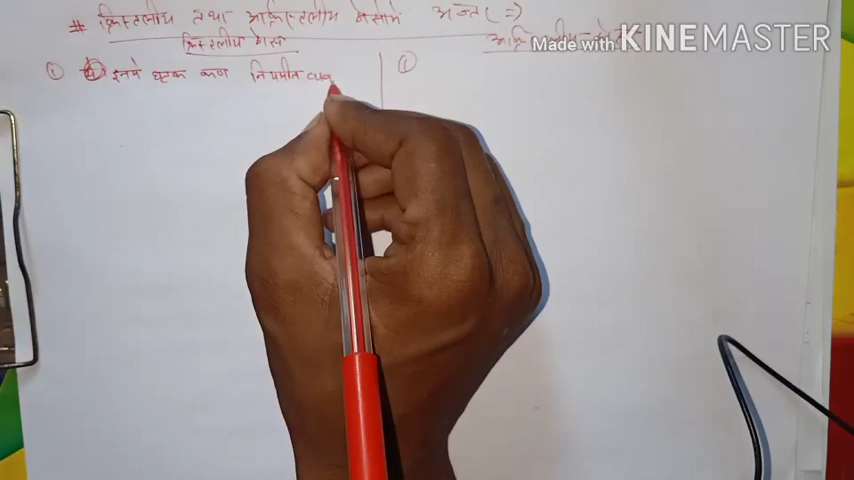 # क्रिस्टलीय तथा अक्रिस्टलीय ठोसोमे अन्तर (=)
क्रिस्टलीय ठोस
Made with KINEMASTER
① इनमे घटक कण नियमीत
①